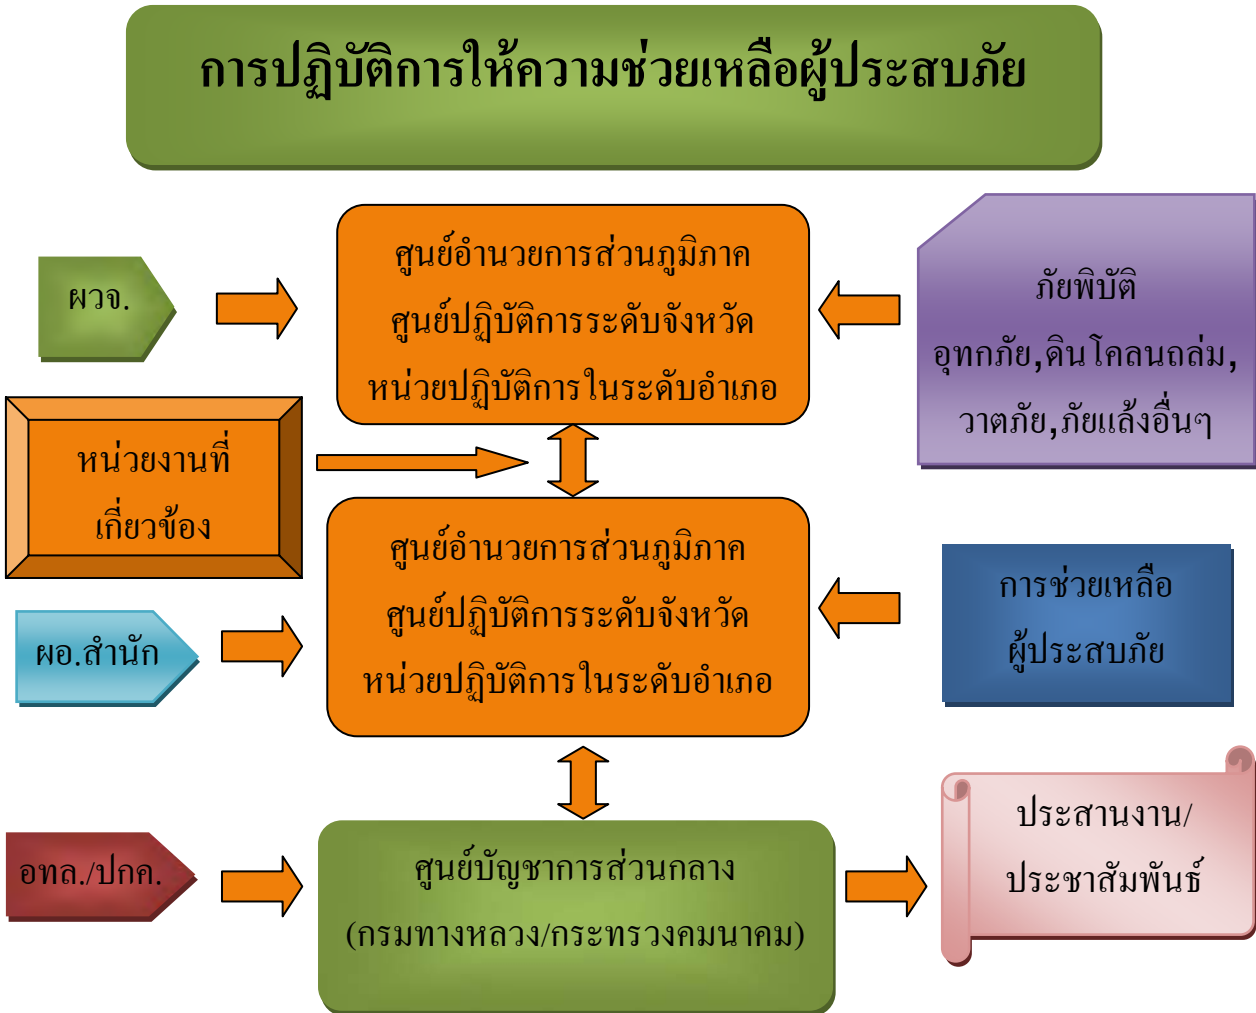 การปฏิบัติการให้ความช่วยเหลือผู้ประสบภัย
ผวจ.
ศูนย์อำนวยการส่วนภูมิภาค
ศูนย์ปฏิบัติการระดับจังหวัด
หน่วยปฏิบัติการในระดับอำเภอ
ภัยพิบัติ
อุทกภัย,ดินโคลนถล่ม,
วาตภัย,ภัยแล้งอื่นๆ
หน่วยงานที่
เกี่ยวข้อง
ผอ.สำนัก
ศูนย์อำนวยการส่วนภูมิภาค
ศูนย์ปฏิบัติการระดับจังหวัด
หน่วยปฏิบัติการในระดับอำเภอ
การช่วยเหลือ
ผู้ประสบภัย
อทล./ปกค.
ศูนย์บัญชาการส่วนกลาง
(กรมทางหลวง/กระทรวงคมนาคม)
ประสานงาน/
ประชาสัมพันธ์